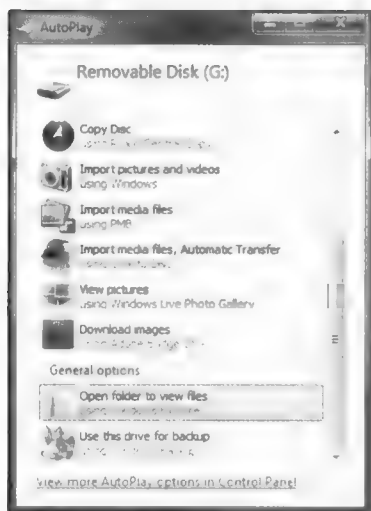 AutoPlay
Removable Disk (G:)
Copy Disc
Import pictures and videos
using Windows
Import media files
using PMB
Import media files, Automatic Transfer
View pictures
using Windows Live Photo Gallery
Download images
General options
Open folder to view files
Use this drive for backup
View more AutoPlay options in Control Panel